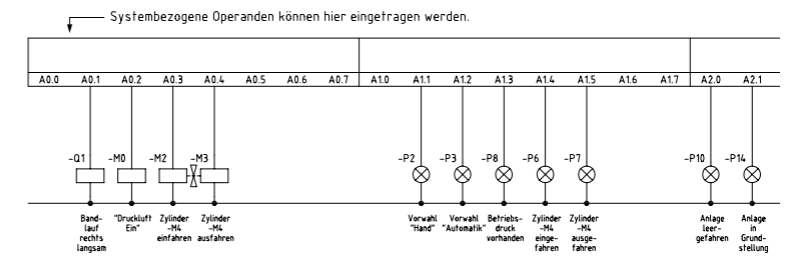 Systembezogene Operanden können hier eingetragen werden.
A0.0 A0.1 A0.2 A0.3 A0.4 A0.5 A0.6 A0.7 A1.0 A1.1 A1.2 A1.3 A1.4 A1.5 A1.6 A1.7 A2.0 A2.1
-Q1 -M0 -M2 -M3 -P2 -P3 -P8 -P6 -P7 -P10 -P14
Band-
lauf
rechts
langsam
"Druckluft
Ein"
Zylinder
-M4
einfahren
Zylinder
-M4
ausfahren
Vorwahl
"Hand"
Vorwahl
"Automatik"
Betriebs-
druck
vorhanden
Zylinder
-M4
einge-
fahren
Zylinder
-M4
ausge-
fahren
Anlage
leer-
gefahren
Anlage
in
Grund-
stellung